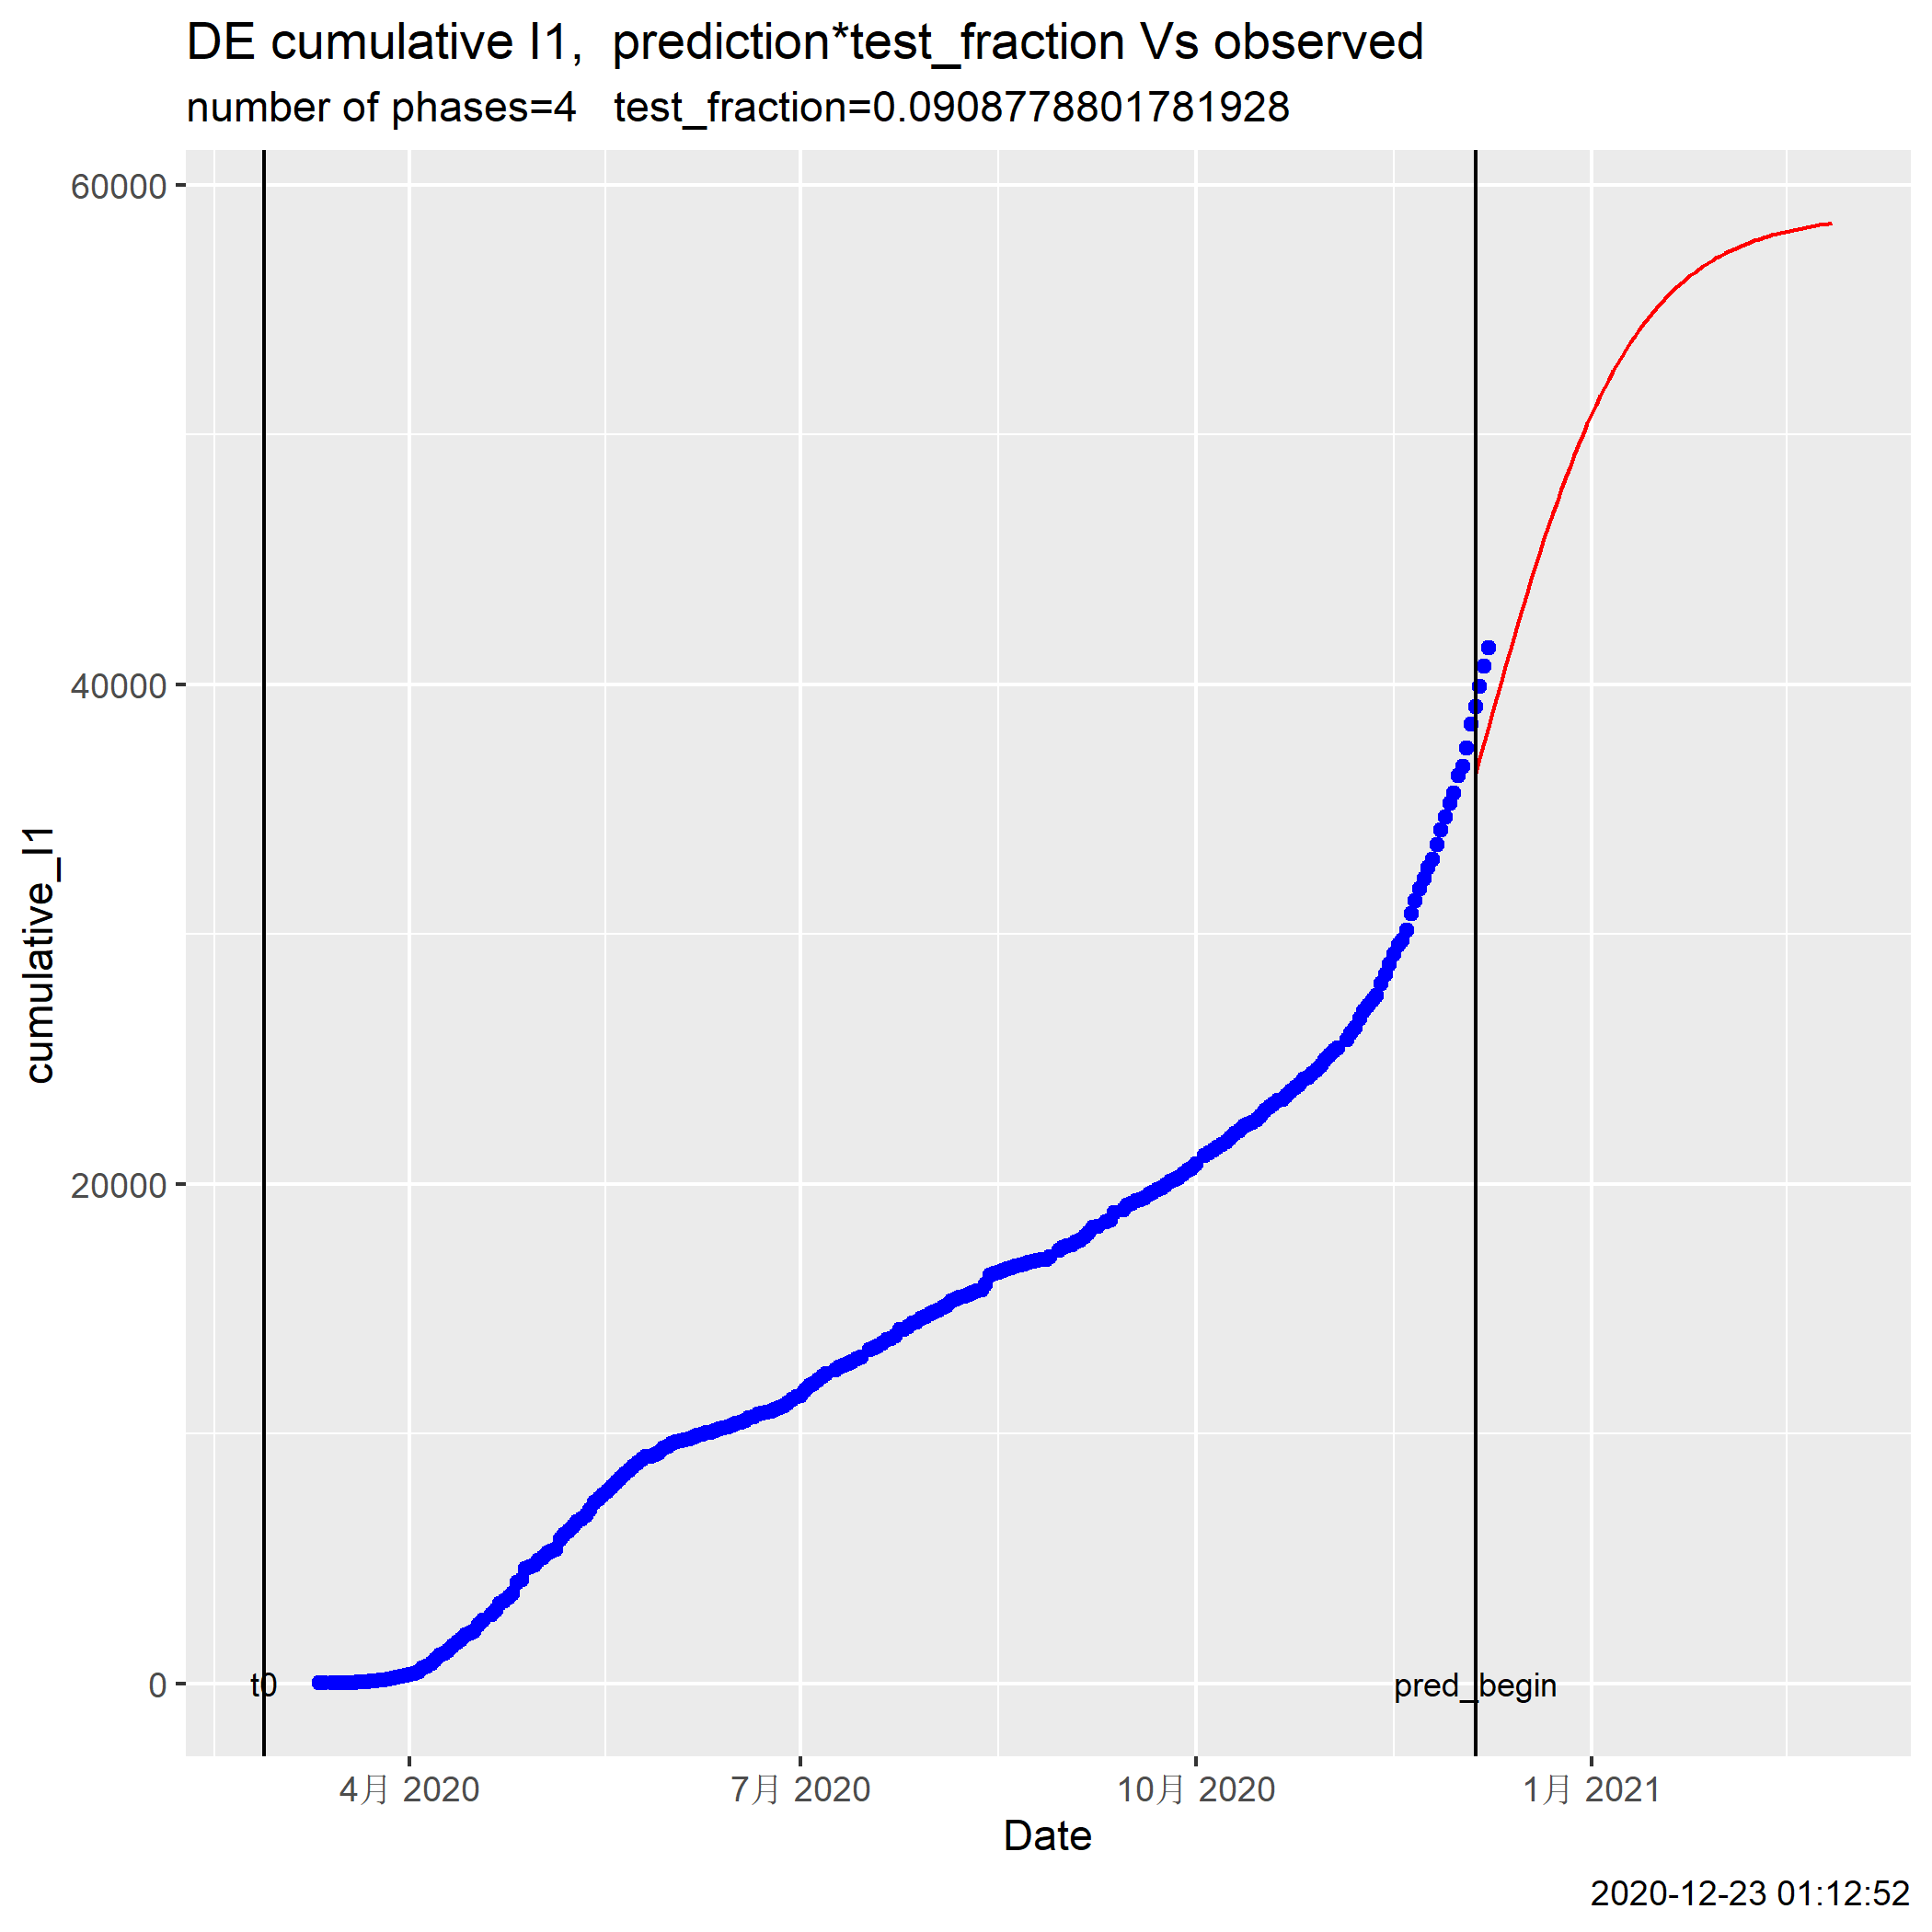 DE cumulative I1,  prediction*test_fraction Vs observed
number of phases=4   test_fraction=0.0908778801781928
60000
40000
20000
0
cumulative_I1
t0
pred_begin
4月 2020
7月 2020
10月 2020
1月 2021
Date
2020-12-23 01:12:52